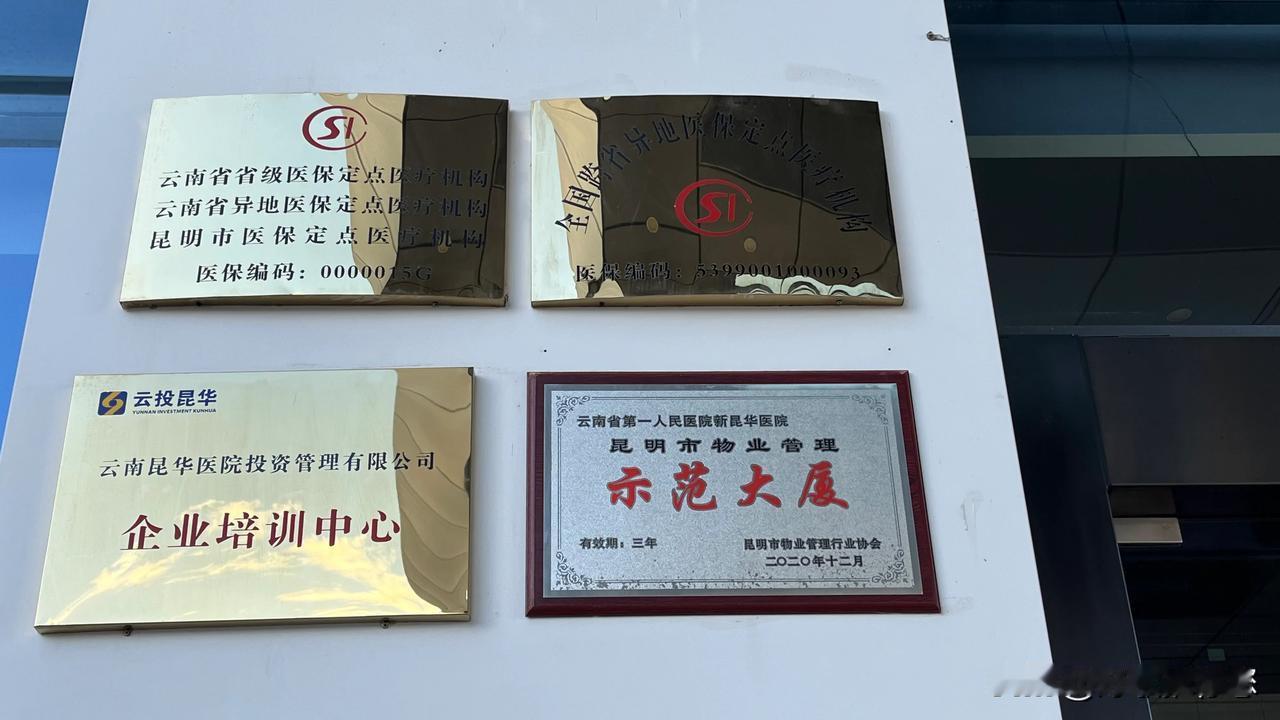 SI
云南省省级医保定点医疗机构
云南省异地医保定点医疗机构
昆明市医保定点医疗机构
医保编码：0000015G
全国跨省异地医保定点医疗机构
SI
医保编码：5399001000093
云投昆华
YUNNAN INVESTMENT KUNHUA
云南昆华医院投资管理有限公司
企业培训中心
云南省第一人民医院新昆华医院
昆明市物业管理
示范大厦
有效期：三年
昆明市物业管理行业协会
二〇二〇年十二月